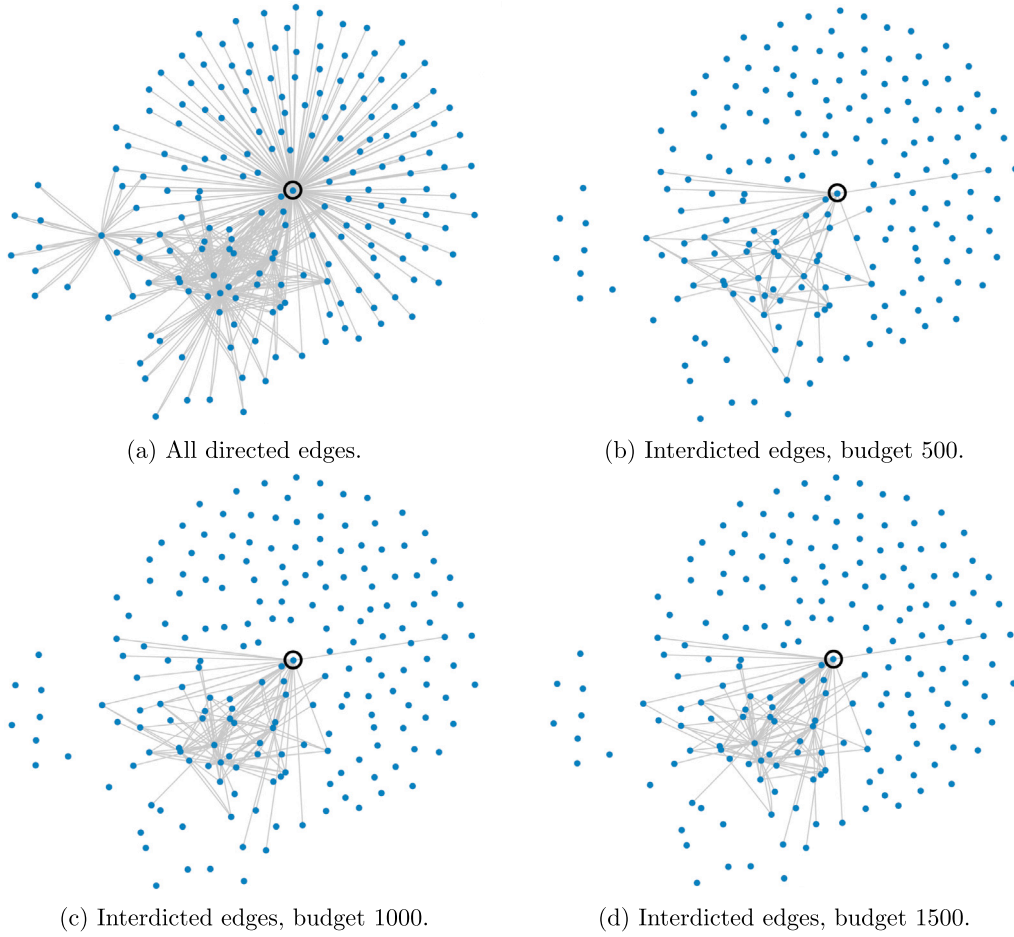 (a) All directed edges.
(b) Interdicted edges, budget 500.
(c) Interdicted edges, budget 1000.
(d) Interdicted edges, budget 1500.